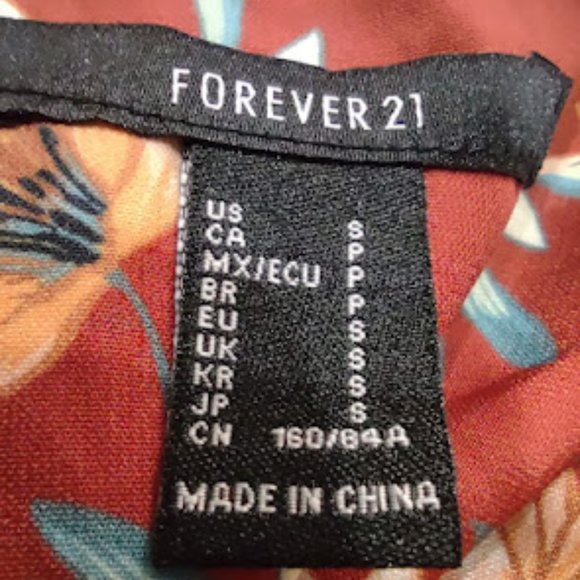 FOREVER 21
US S
CA P
MX/ECU P
BR P
EU S
UK S
KR S
JP S
CN 160/84A
MADE IN CHINA